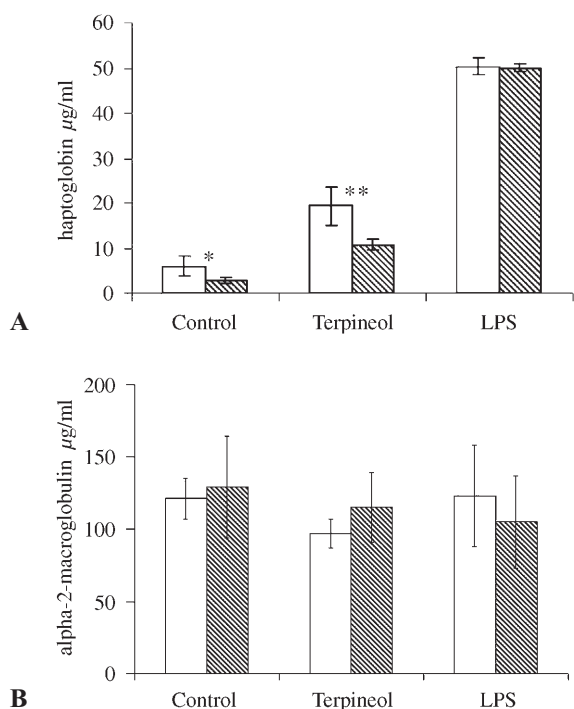 60
50
40
30
20
10
0
haptoglobin µg/ml
*
**
Control Terpineol LPS
A
200
150
100
50
0
alpha-2-macroglobulin µg/ml
Control Terpineol LPS
B